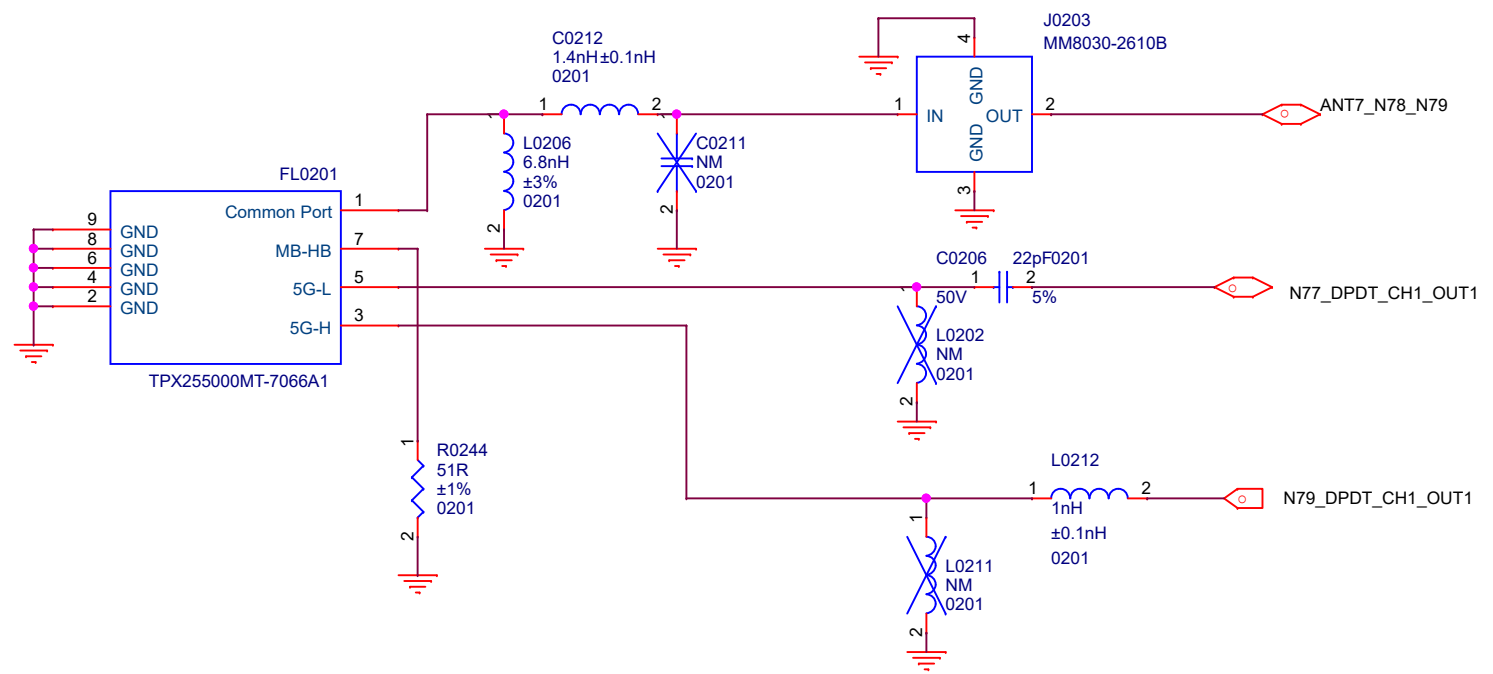 J0203
MM8030-2610B
C0212
1.4nH±0.1nH
0201
4
GND
1
2
1
IN
OUT
2
ANT7_N78_N79
GND
3
1
L0206
6.8nH
±3%
0201
2
1
C0211
NM
0201
2
FL0201
Common Port
1
9
GND
MB-HB
7
8
GND
6
GND
5G-L
5
4
GND
2
GND
5G-H
3
TPX255000MT-7066A1
C0206
22pF0201
1
2
50V
5%
N77_DPDT_CH1_OUT1
1
L0202
NM
0201
2
1
R0244
51R
±1%
0201
2
L0212
1
2
1nH
±0.1nH
0201
N79_DPDT_CH1_OUT1
1
L0211
NM
0201
2